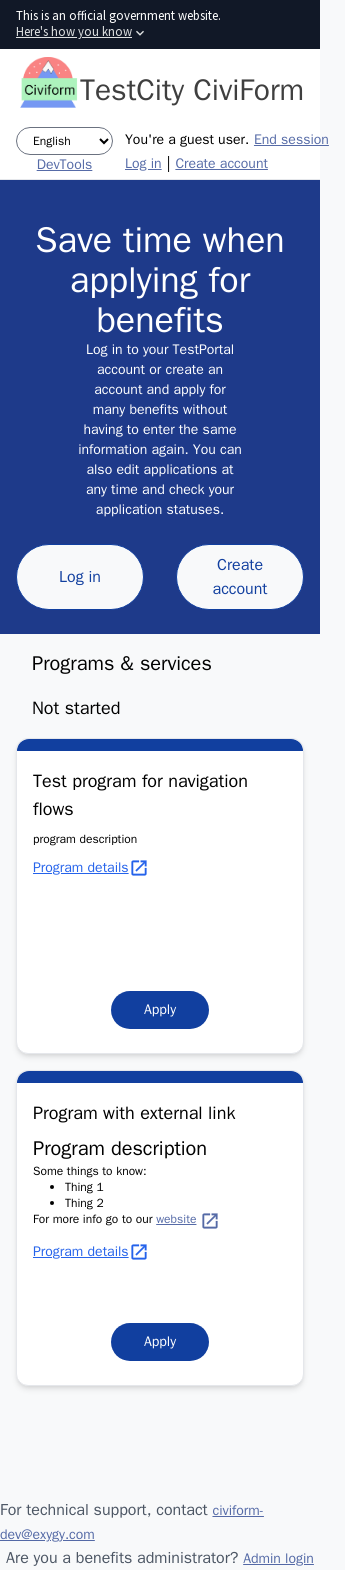 This is an official government website.
Here's how you know
Civiform
TestCity CiviForm
English
You're a guest user. End session
DevTools
Log in | Create account
Save time when
applying for
benefits
Log in to your TestPortal
account or create an
account and apply for
many benefits without
having to enter the same
information again. You can
also edit applications at
any time and check your
application statuses.
Log in
Create
account
Programs & services
Not started
Test program for navigation
flows
program description
Program details
Apply
Program with external link
Program description
Some things to know:
• Thing 1
• Thing 2
For more info go to our website
Program details
Apply
For technical support, contact civiform-
dev@exygy.com
Are you a benefits administrator? Admin login